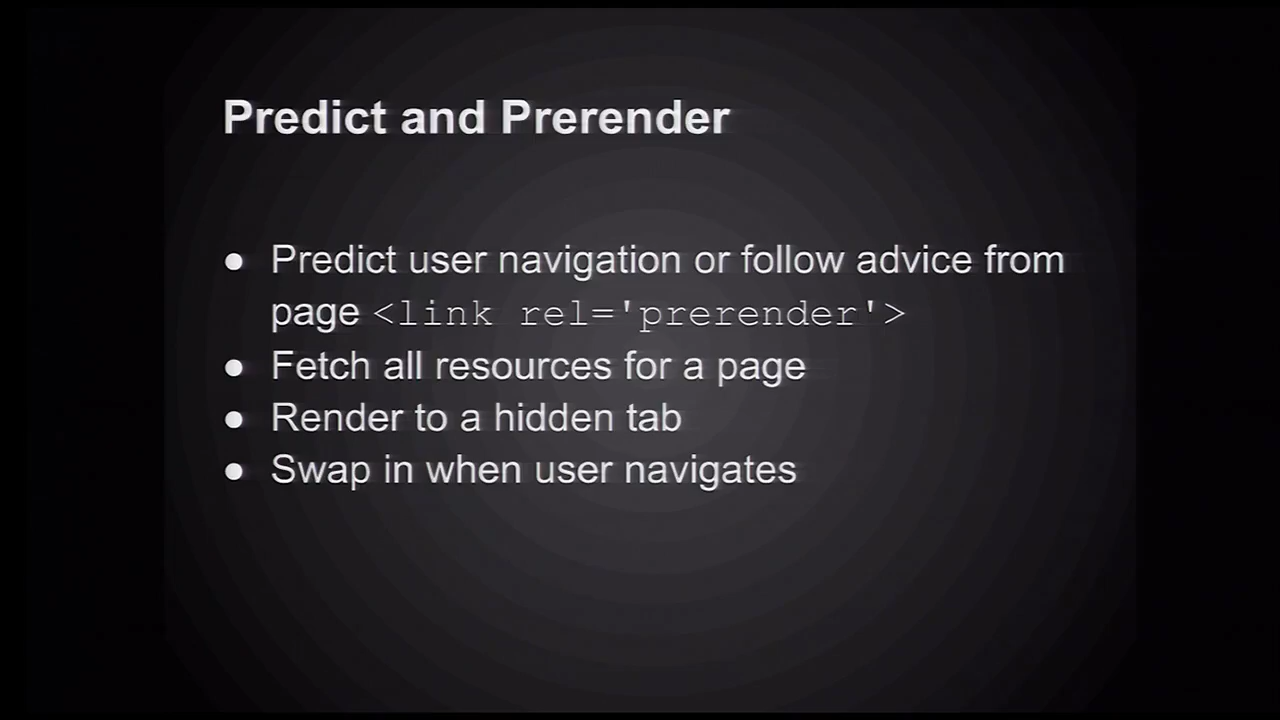 Predict and Prerender
● Predict user navigation or follow advice from
page <link rel='prerender'>
● Fetch all resources for a page
● Render to a hidden tab
● Swap in when user navigates